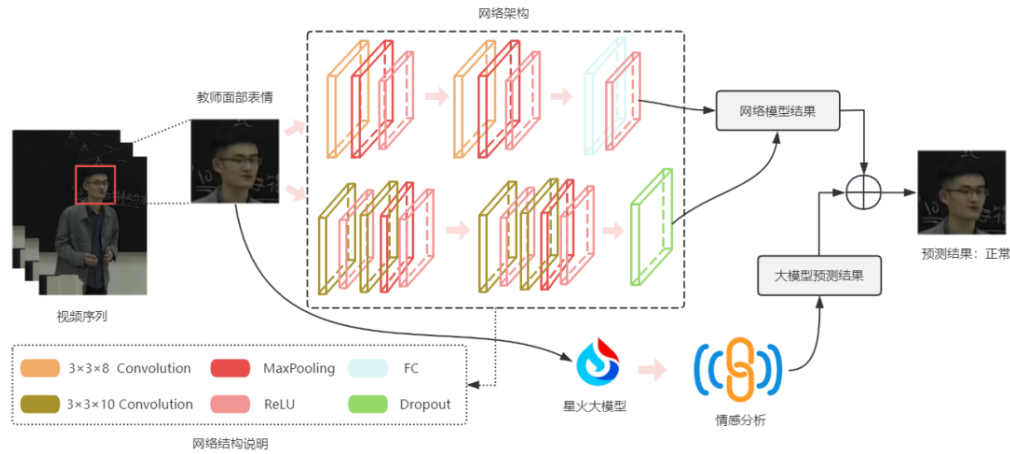 网络架构
教师面部表情
网络模型结果
预测结果：正常
大模型预测结果
视频序列
3×3×8 Convolution
MaxPooling
FC
3×3×10 Convolution
ReLU
Dropout
网络结构说明
星火大模型
情感分析